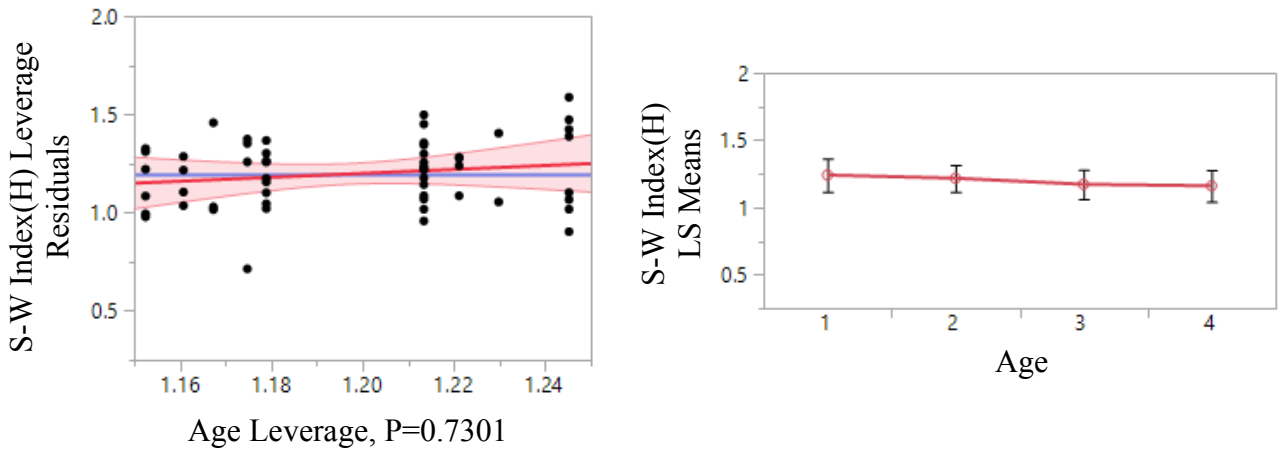 S-W Index(H) Leverage
Residuals
2.0
1.5
1.0
0.5
1.16 1.18 1.20 1.22 1.24
Age Leverage, P=0.7301
S-W Index(H)
LS Means
2
1.5
1
0.5
1 2 3 4
Age